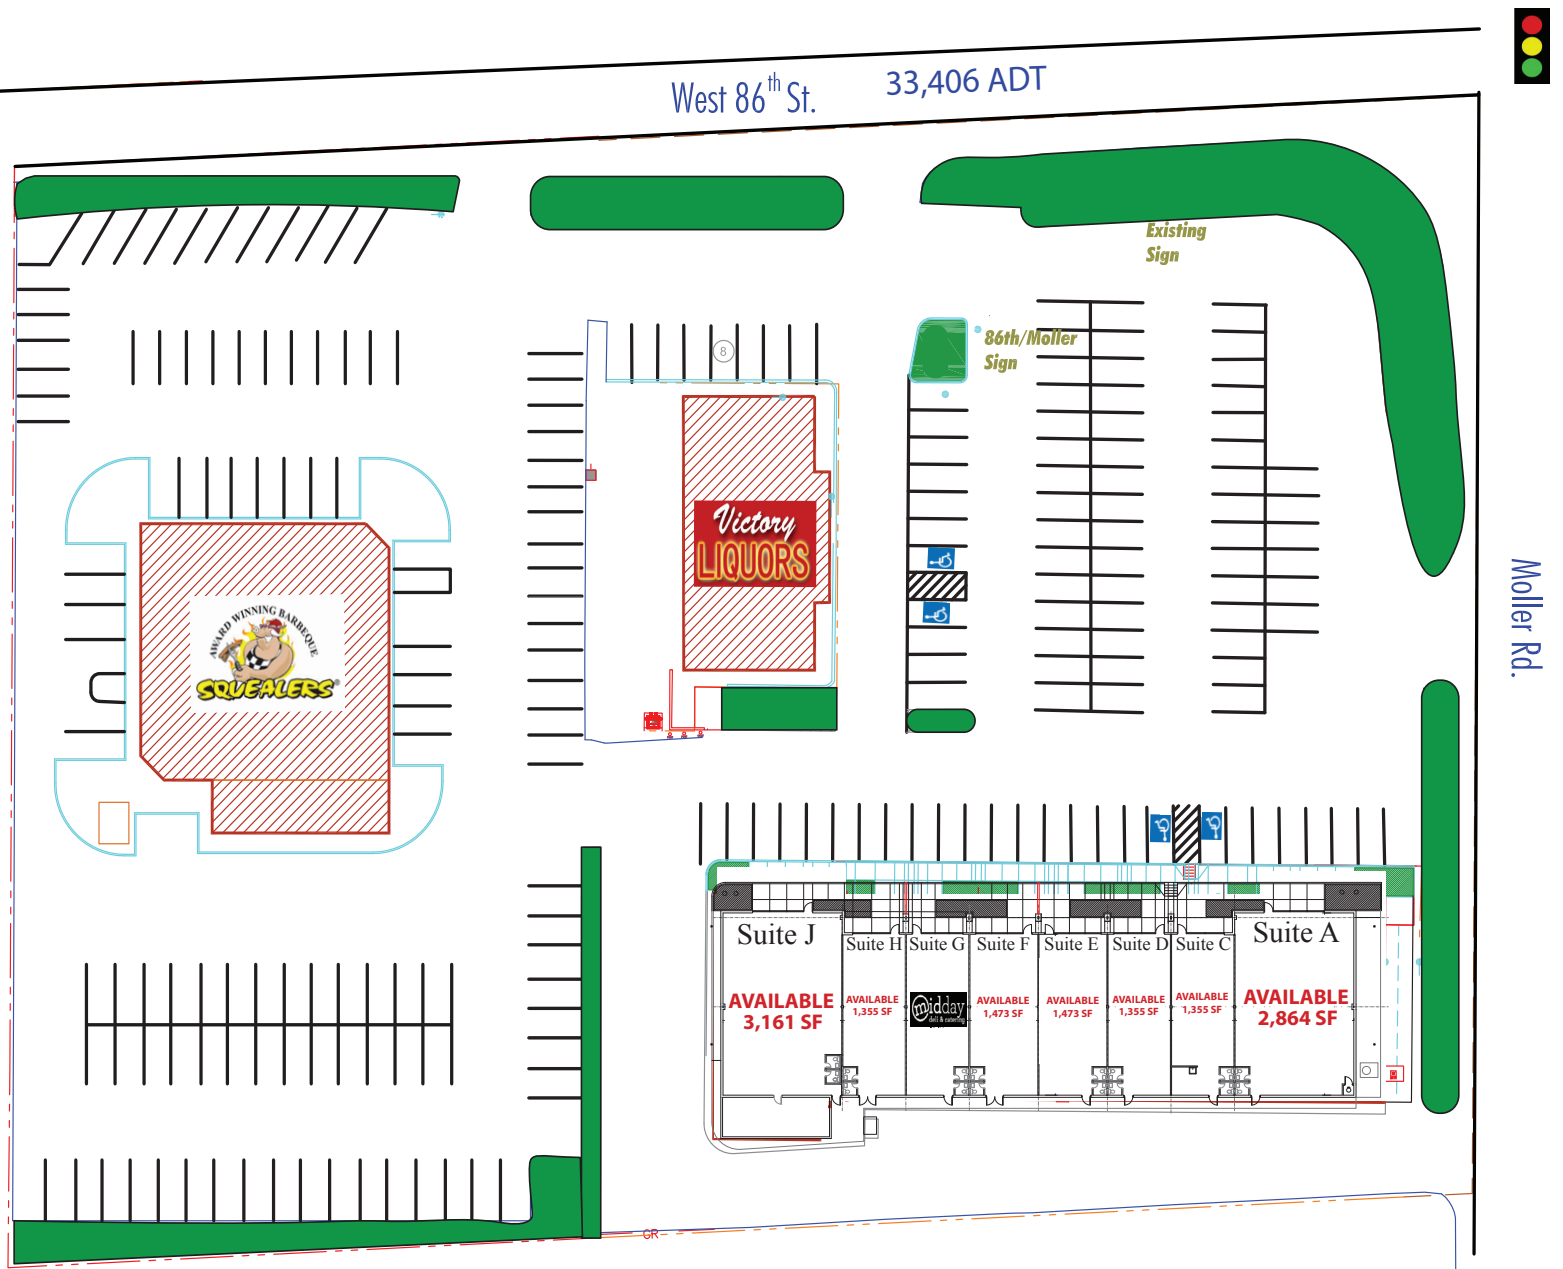 West 86th St.
33,406 ADT
Existing
Sign
86th/Moller
Sign
8
Victory
LIQUORS
Moller Rd.
AWARD WINNING BARBEQUE
SQUEALERS
Suite J
Suite H
Suite G
Suite F
Suite E
Suite D
Suite C
Suite A
AVAILABLE
3,161 SF
AVAILABLE
1,355 SF
midday
deli & catering
AVAILABLE
1,473 SF
AVAILABLE
1,473 SF
AVAILABLE
1,355 SF
AVAILABLE
1,355 SF
AVAILABLE
2,864 SF
GR